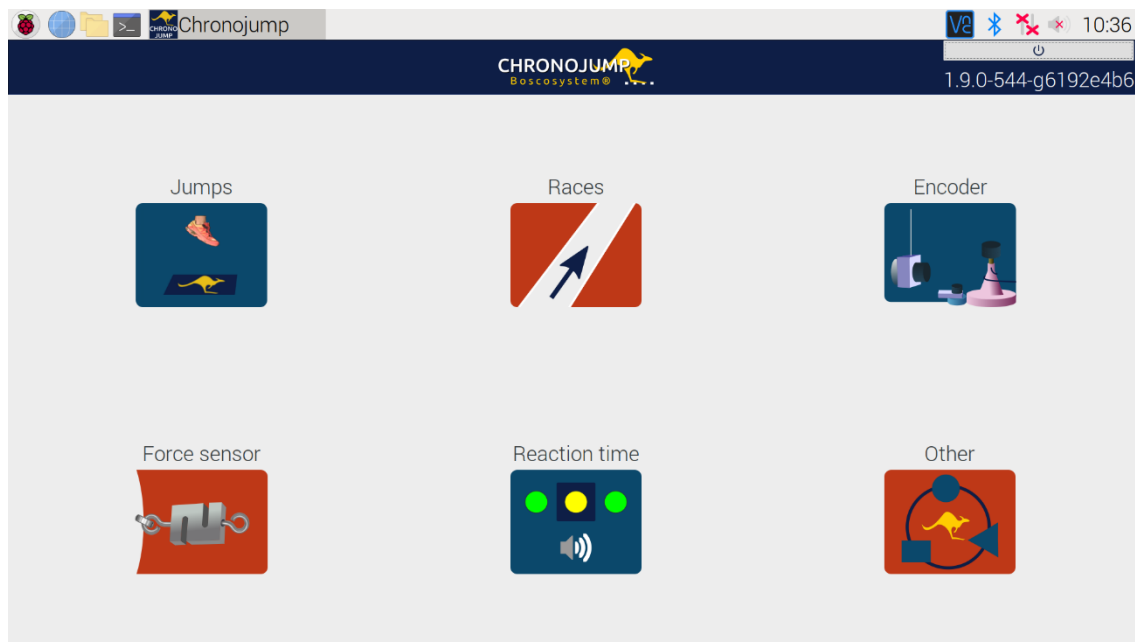 Chronojump
10:36
CHRONOJUMP
Boscosystem®
1.9.0-544-g6192e4b6
Jumps
Races
Encoder
Force sensor
Reaction time
Other